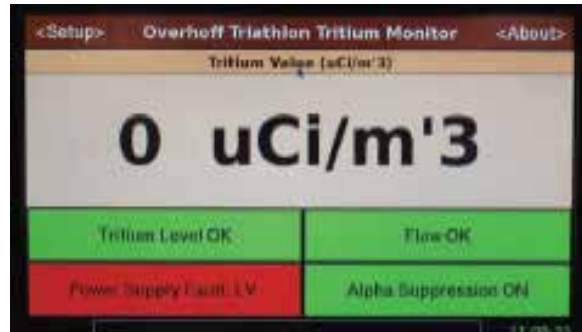 <Setup> Overhoff Triathlon Tritium Monitor <About>
Tritium Value (uCi/m'3)
0 uCi/m'3
Tritium Level OK Flow OK
Power Supply Fault: LV Alpha Suppression ON